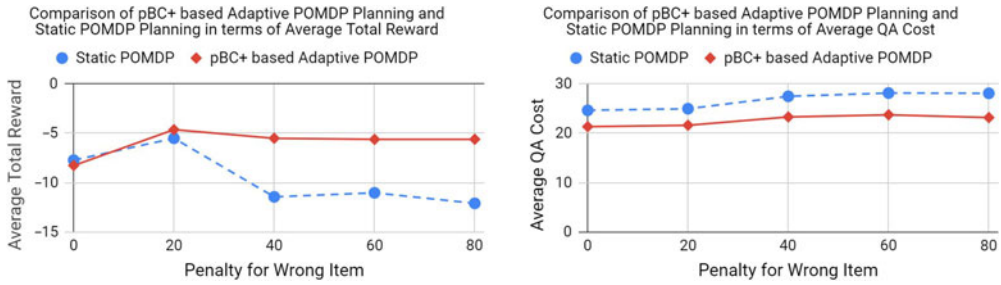 Comparison of pBC+ based Adaptive POMDP Planning and
Static POMDP Planning in terms of Average Total Reward
Static POMDP
pBC+ based Adaptive POMDP
Average Total Reward
0
−5
−10
−15
0
20
40
60
80
Penalty for Wrong Item
Comparison of pBC+ based Adaptive POMDP Planning and
Static POMDP Planning in terms of Average QA Cost
Static POMDP
pBC+ based Adaptive POMDP
Average QA Cost
30
20
10
0
0
20
40
60
80
Penalty for Wrong Item